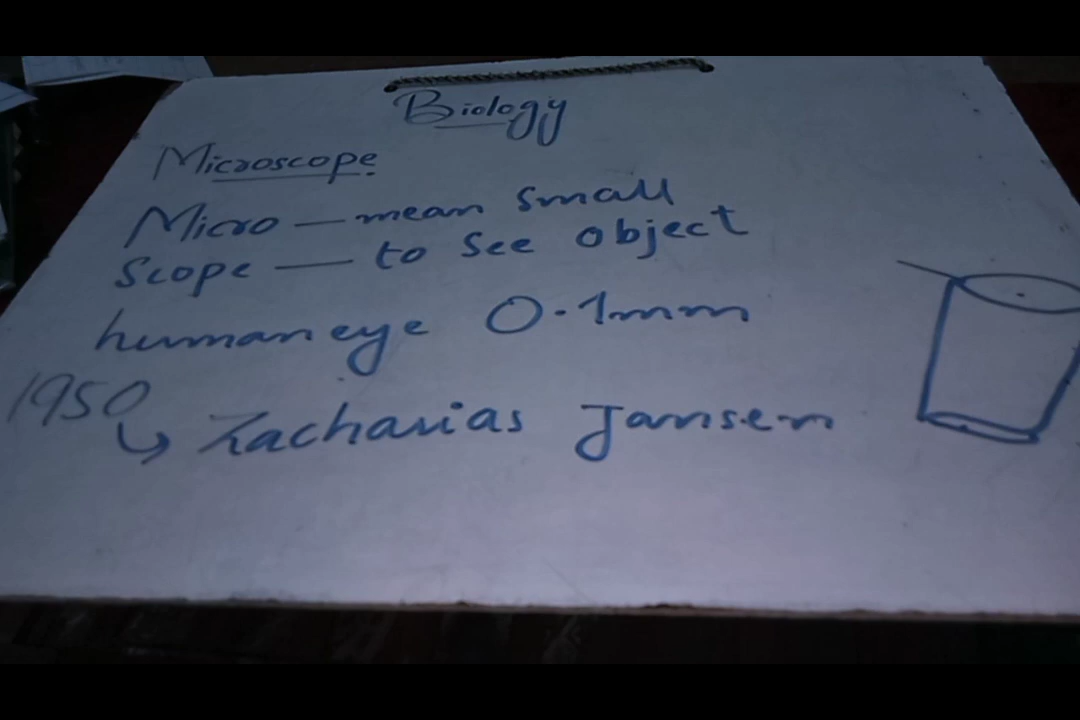 Biology
Microscope
Micro — mean small
Scope — to see object
human eye 0.1mm
1950
↳ Zacharias Jansen